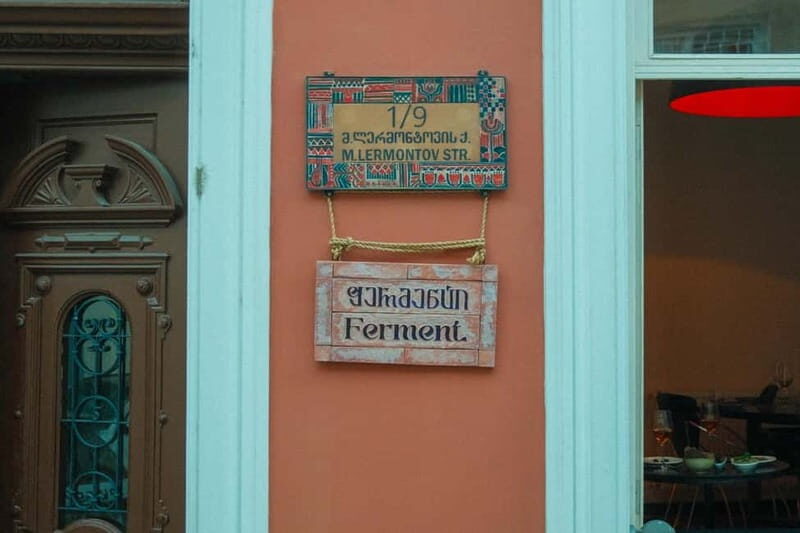 1/9
მ.ლერმონტოვის ქ.
M.LERMONTOV STR.
ფერმენტი
Ferment